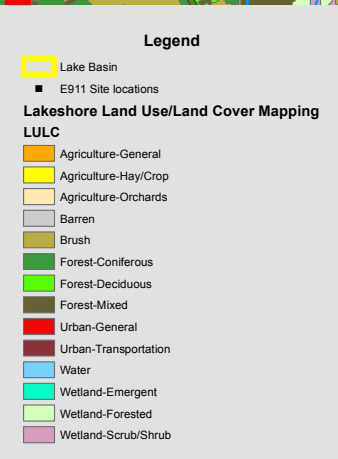 Legend
Lake Basin
E911 Site locations
Lakeshore Land Use/Land Cover Mapping
LULC
Agriculture-General
Agriculture-Hay/Crop
Agriculture-Orchards
Barren
Brush
Forest-Coniferous
Forest-Deciduous
Forest-Mixed
Urban-General
Urban-Transportation
Water
Wetland-Emergent
Wetland-Forested
Wetland-Scrub/Shrub